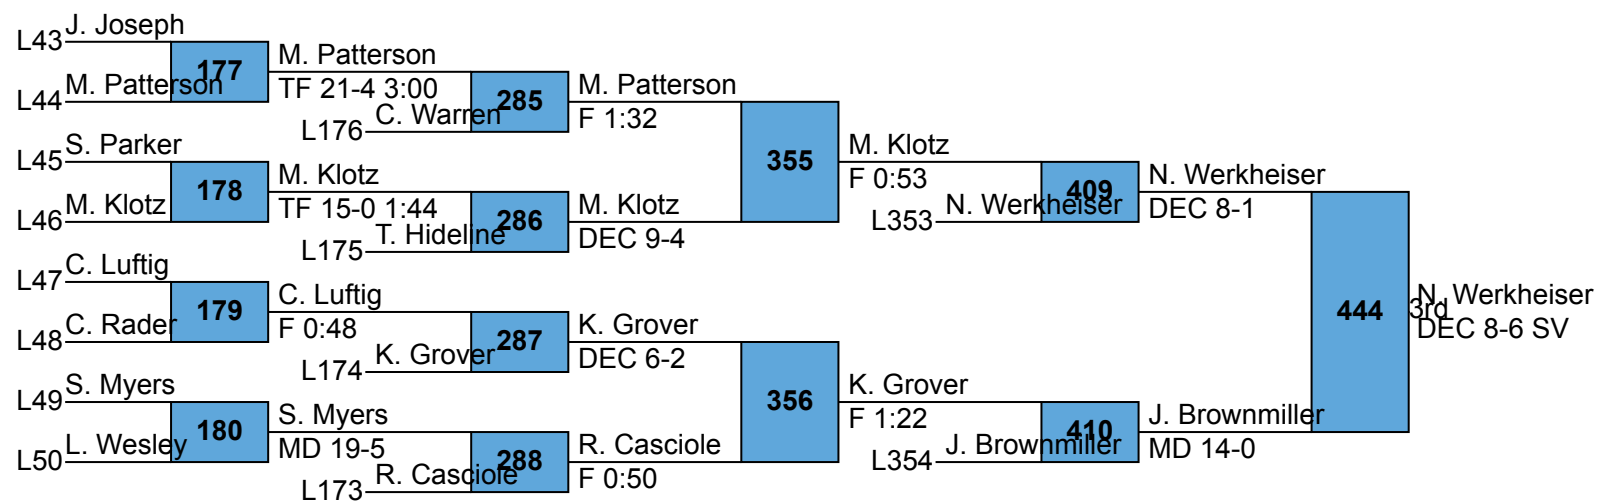 L43 J. Joseph
177
L44 M. Patterson
M. Patterson
TF 21-4 3:00
285
L176 C. Warren
M. Patterson
F 1:32
L45 S. Parker
178
L46 M. Klotz
M. Klotz
TF 15-0 1:44
286
L175 T. Hideline
M. Klotz
DEC 9-4
355
M. Klotz
F 0:53
409
L353 N. Werkheiser
N. Werkheiser
DEC 8-1
L47 C. Luftig
179
L48 C. Rader
C. Luftig
F 0:48
287
L174 K. Grover
K. Grover
DEC 6-2
L49 S. Myers
180
L50 L. Wesley
S. Myers
MD 19-5
288
L173 R. Casciole
R. Casciole
F 0:50
356
K. Grover
F 1:22
410
L354 J. Brownmiller
J. Brownmiller
MD 14-0
444
3rd
N. Werkheiser
DEC 8-6 SV